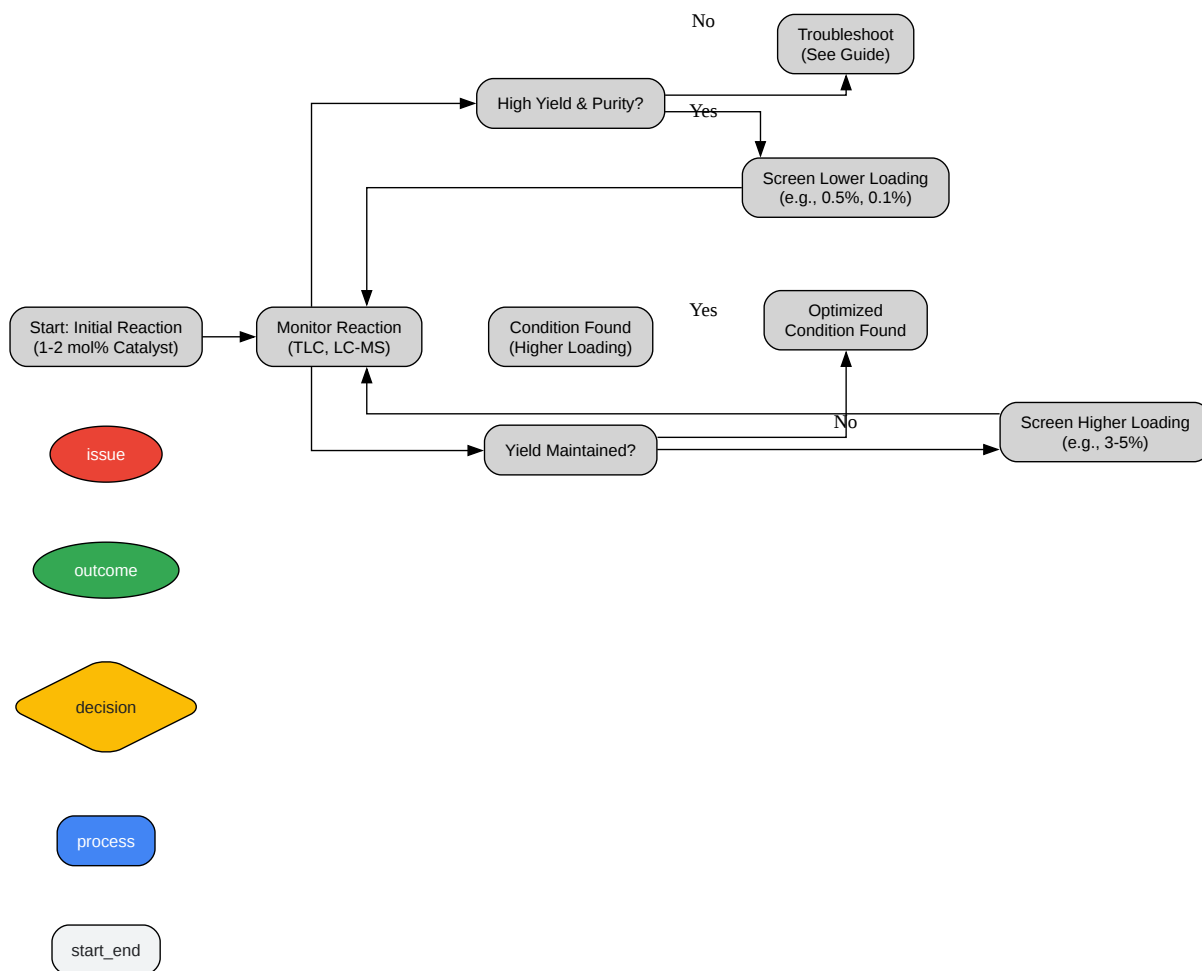 No
Troubleshoot
(See Guide)
High Yield & Purity?
Yes
Screen Lower Loading
(e.g., 0.5%, 0.1%)
Start: Initial Reaction
(1-2 mol% Catalyst)
Monitor Reaction
(TLC, LC-MS)
Condition Found
(Higher Loading)
Yes
Optimized
Condition Found
No
Screen Higher Loading
(e.g., 3-5%)
Yield Maintained?
issue
outcome
decision
process
start_end